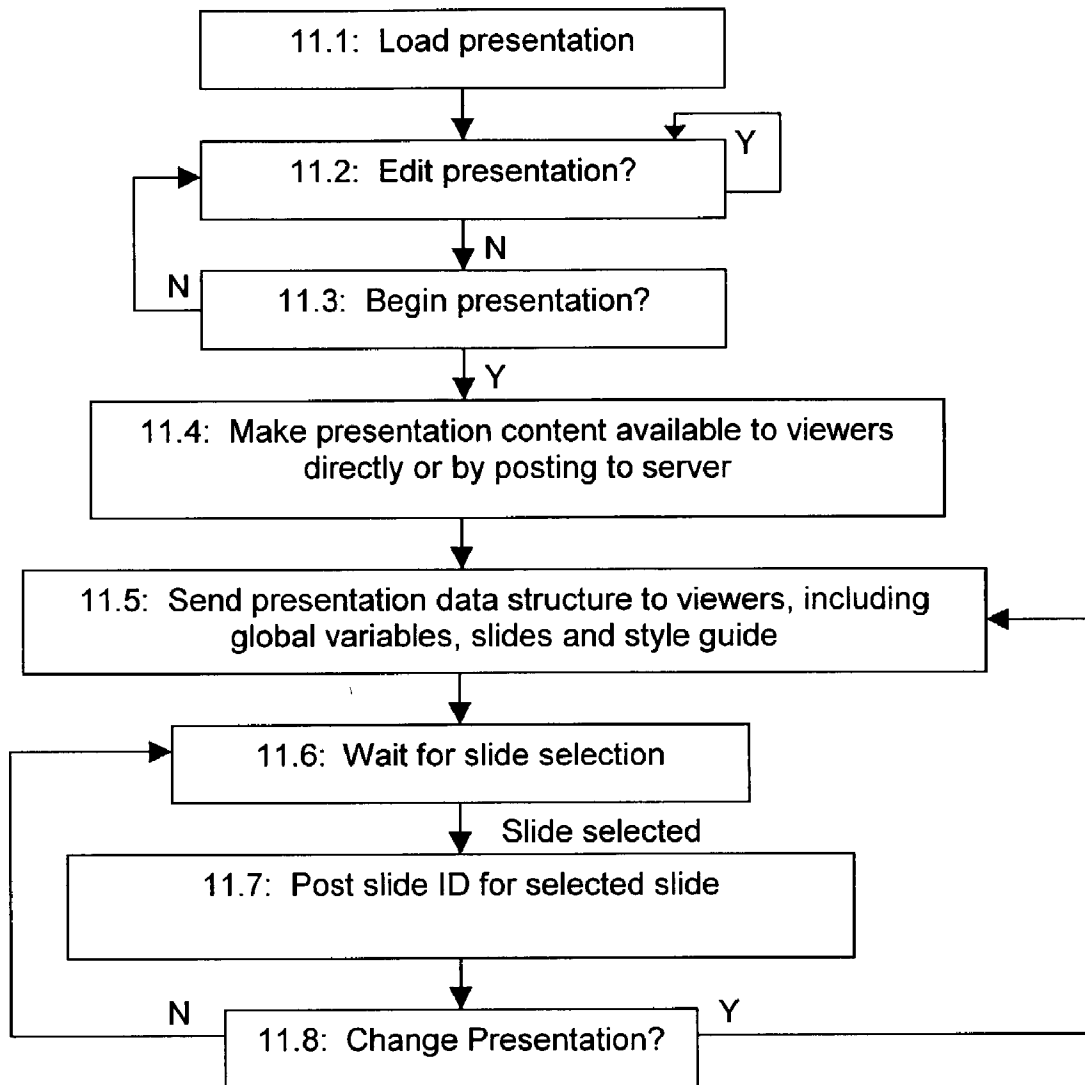 11.1: Load presentation
Y
11.2: Edit presentation?
N
N
11.3: Begin presentation?
Y
11.4: Make presentation content available to viewers
directly or by posting to server
11.5: Send presentation data structure to viewers, including
global variables, slides and style guide
11.6: Wait for slide selection
Slide selected
11.7: Post slide ID for selected slide
N
Y
11.8: Change Presentation?